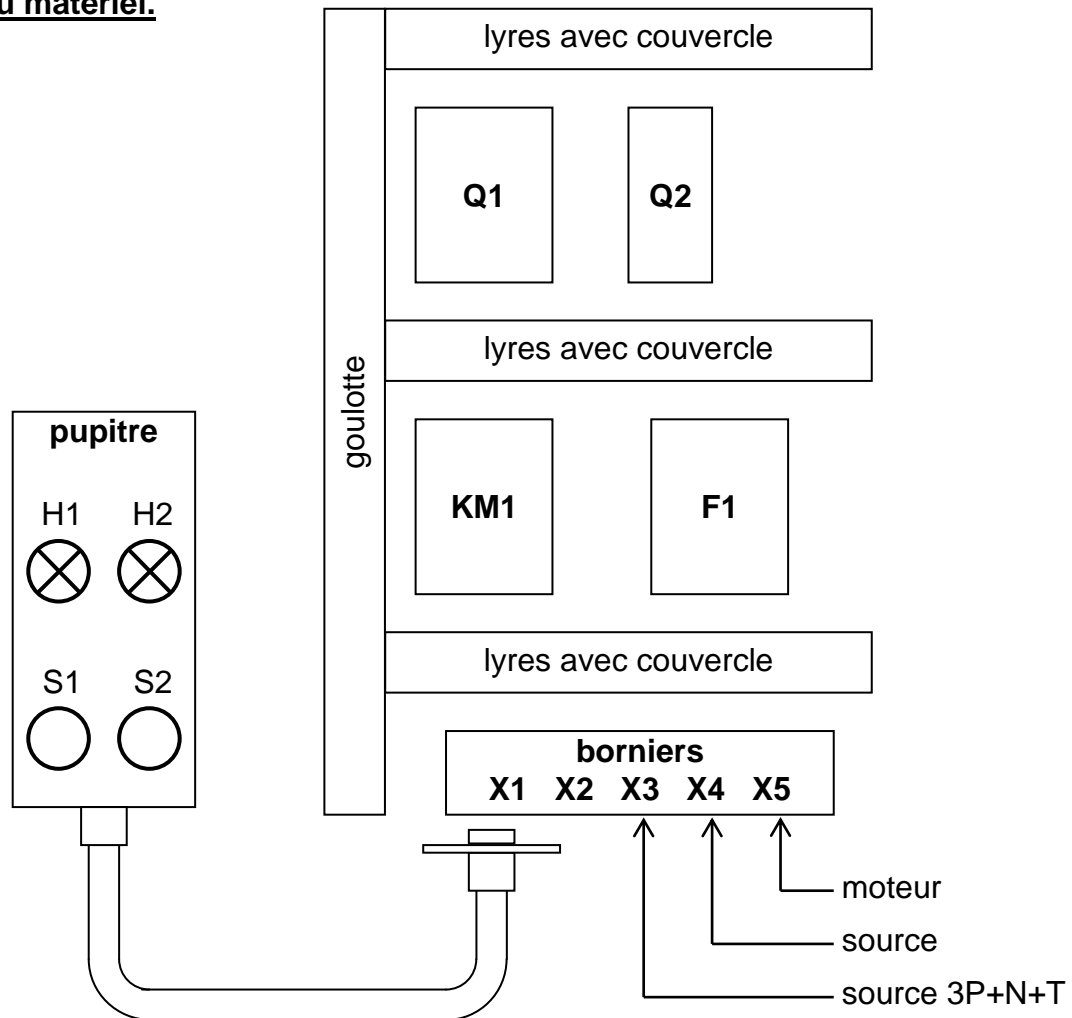 u matériel.
lyres avec couvercle
Q1 Q2
lyres avec couvercle
goulotte
pupitre
H1 H2
KM1 F1
S1 S2
lyres avec couvercle
borniers
X1 X2 X3 X4 X5
moteur
source
source 3P+N+T